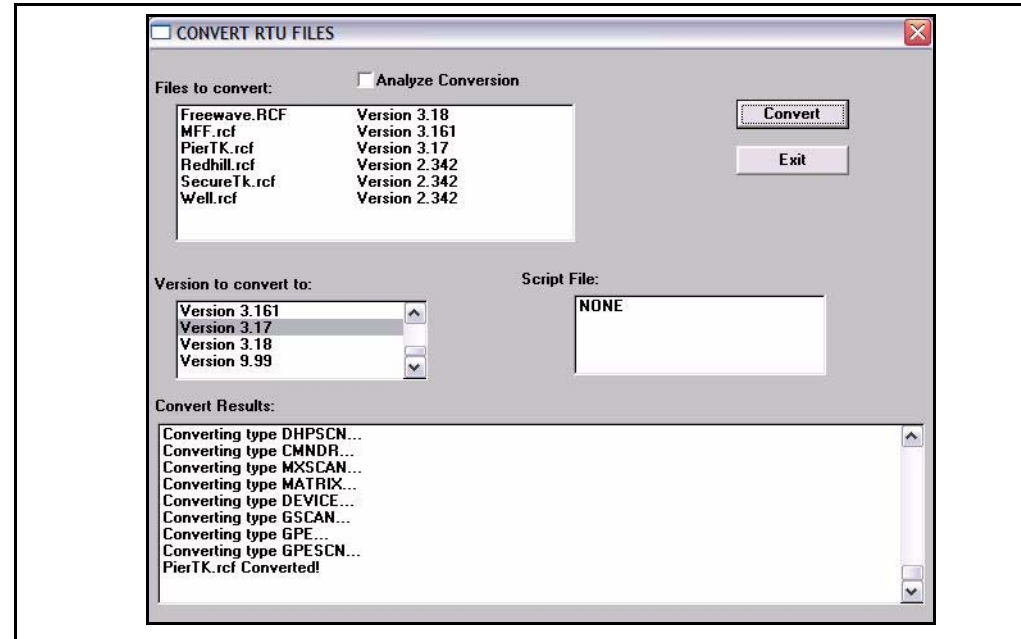 CONVERT RTU FILES
Files to convert:
Analyze Conversion
Freewave.RCF Version 3.18
MFF.rcf Version 3.161
PierTK.rcf Version 3.17
Redhill.rcf Version 2.342
SecureTk.rcf Version 2.342
Well.rcf Version 2.342
Convert
Exit
Version to convert to:
Version 3.161
Version 3.17
Version 3.18
Version 9.99
Script File:
NONE
Convert Results:
Converting type DHPSCN...
Converting type CMNDR...
Converting type MXSCAN...
Converting type MATRIX...
Converting type DEVICE...
Converting type GSCAN...
Converting type GPE...
Converting type GPESCN...
PierTK.rcf Converted!